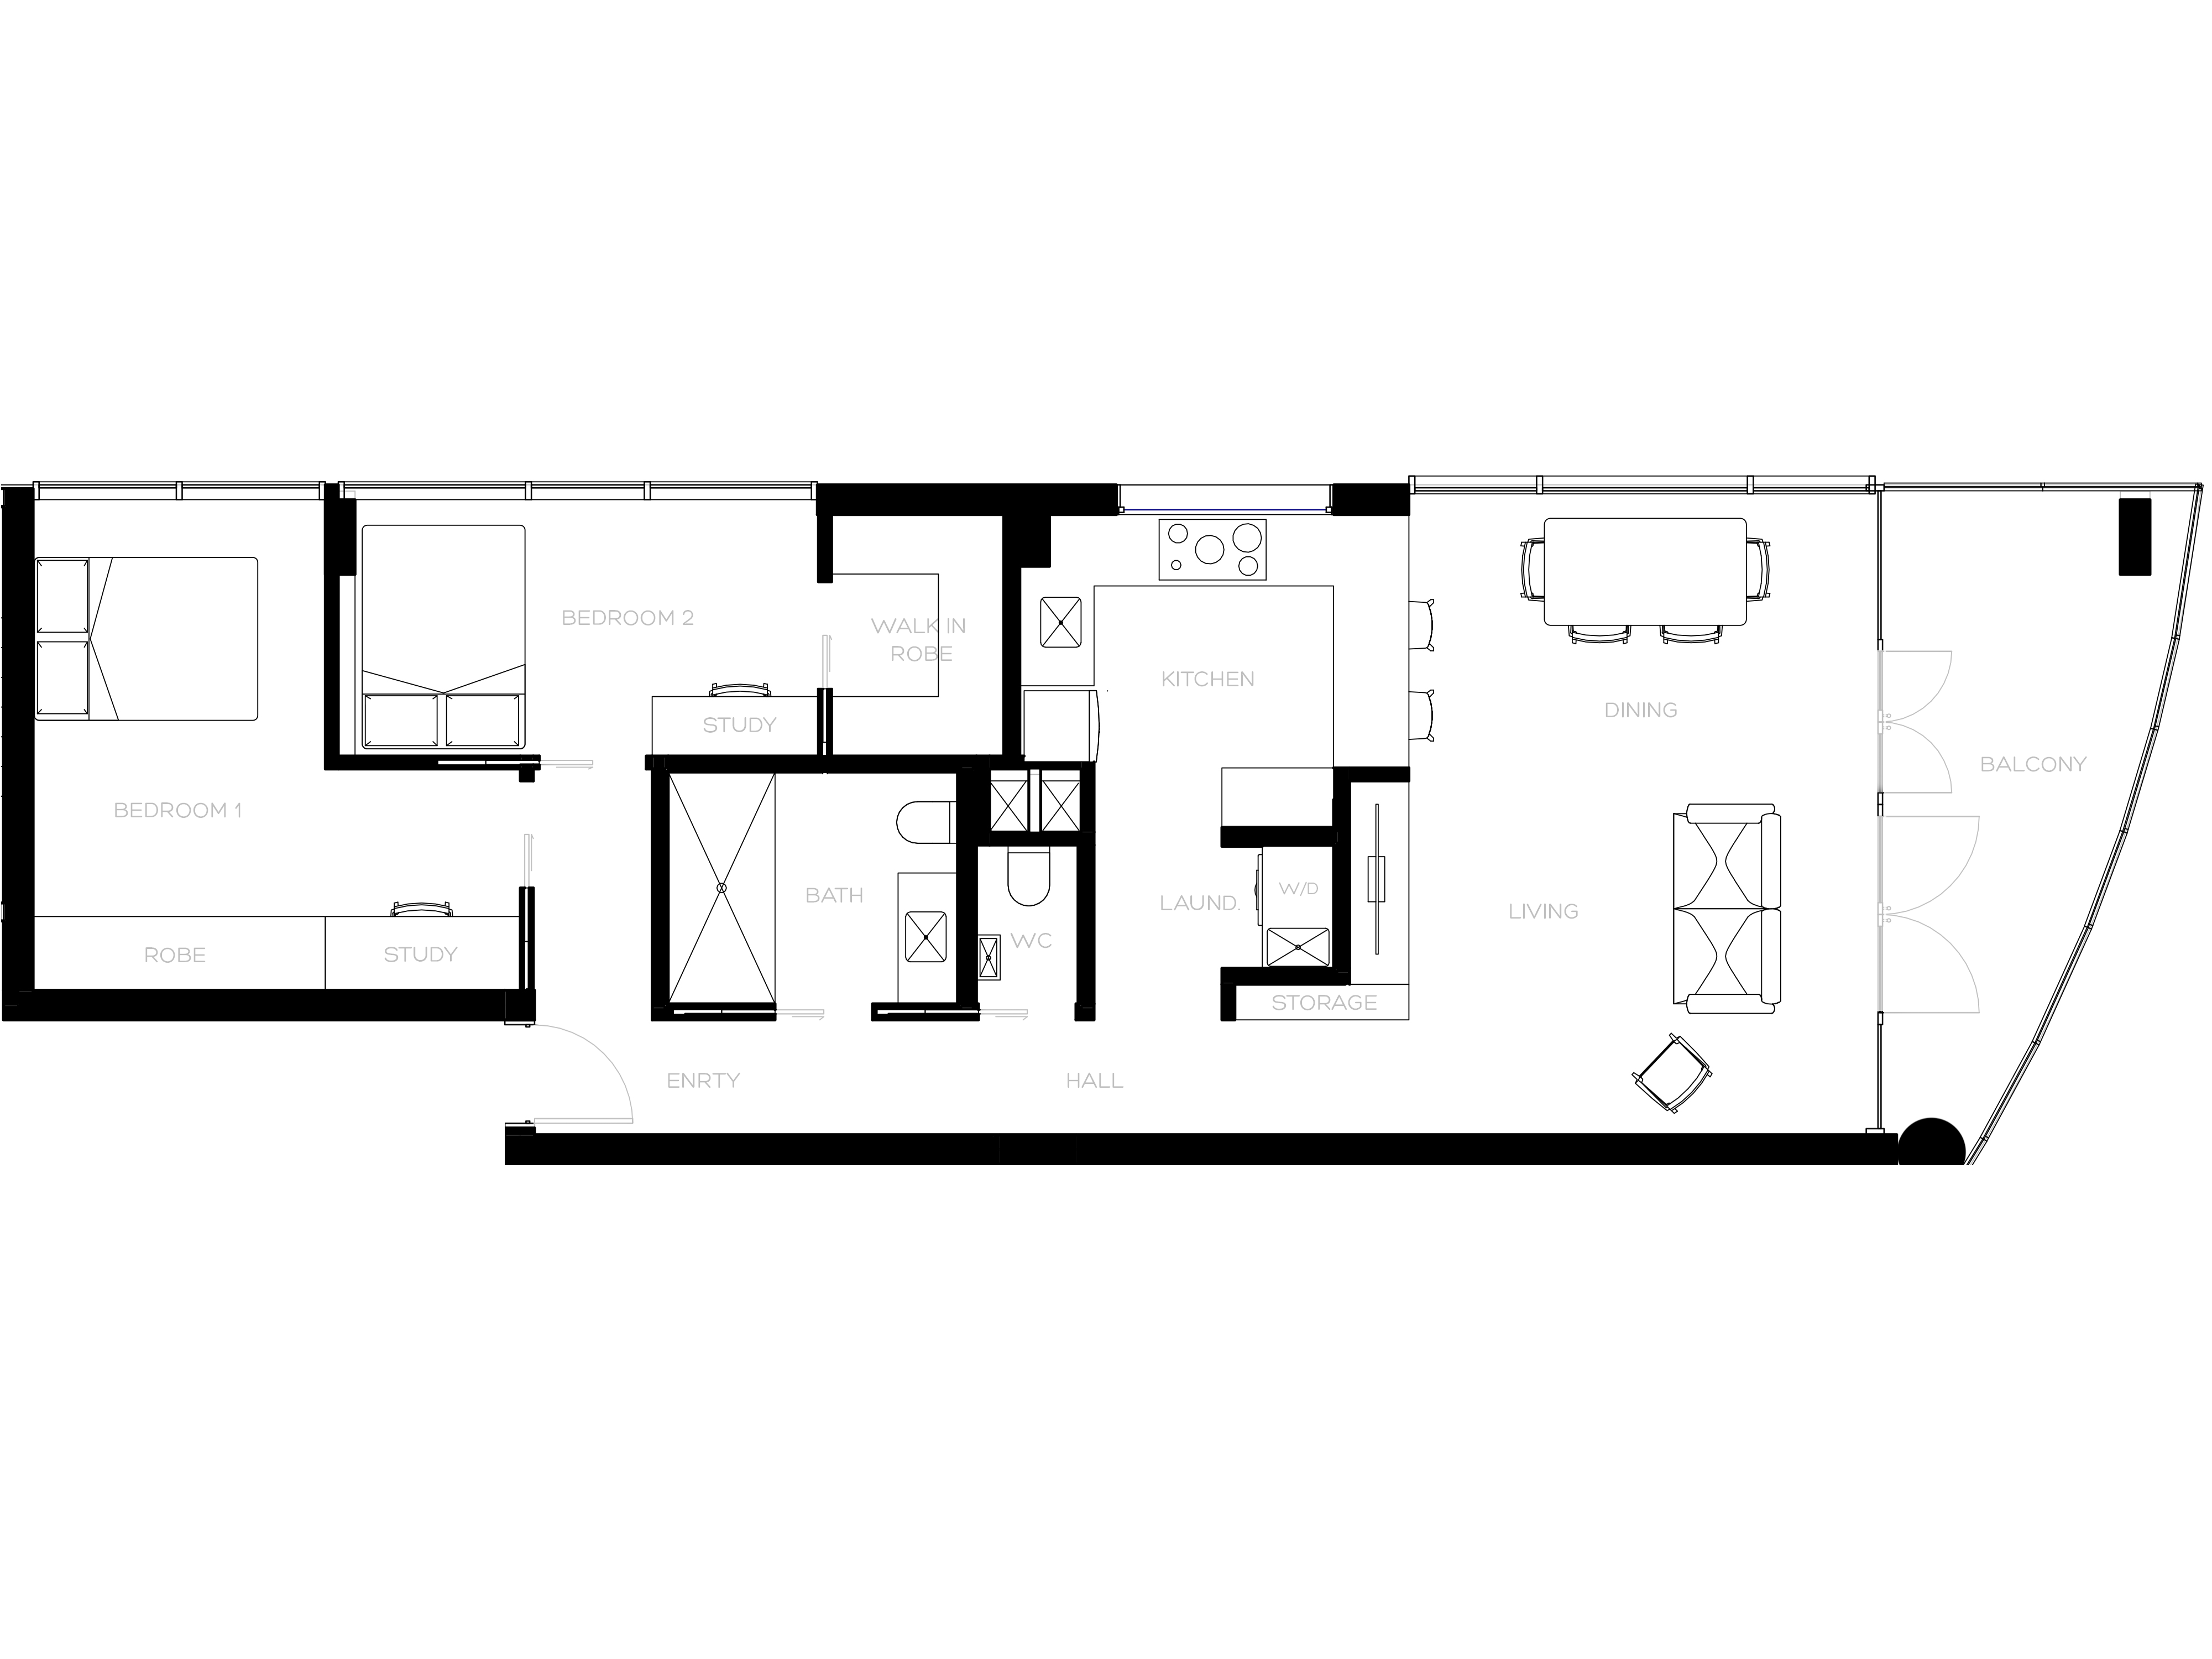 BEDROOM 2
WALK IN
ROBE
STUDY
KITCHEN
DINING
BALCONY
BEDROOM 1
BATH
W/D
LAUND.
LIVING
WC
ROBE
STUDY
STORAGE
ENRTY
HALL